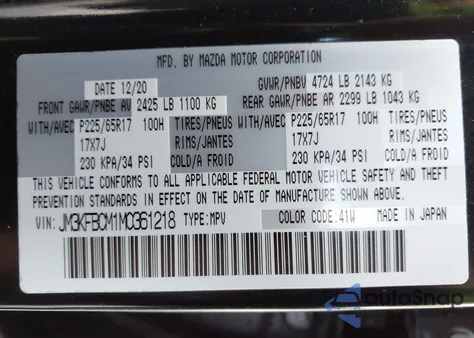 MFD. BY MAZDA MOTOR CORPORATION
DATE 12/20 GVWR/PNBV 4724 LB 2143 KG
FRONT GAWR/PNBE AV 2425 LB 1100 KG REAR GAWR/PNBE AR 2299 LB 1043 KG
WITH/AVEC P225/65R17 100H TIRES/PNEUS WITH/AVEC P225/65R17 100H TIRES/PNEUS
17X7J RIMS/JANTES 17X7J RIMS/JANTES
230 KPA/34 PSI COLD/A FROID 230 KPA/34 PSI COLD/A FROID
THIS VEHICLE CONFORMS TO ALL APPLICABLE FEDERAL MOTOR VEHICLE SAFETY AND THEFT
PREVENTION STANDARDS IN EFFECT ON THE DATE OF MANUFACTURE SHOWN ABOVE.
VIN: JM3KFBCM1M0361218 TYPE: MPV COLOR CODE: 41W MADE IN JAPAN
autoSnap